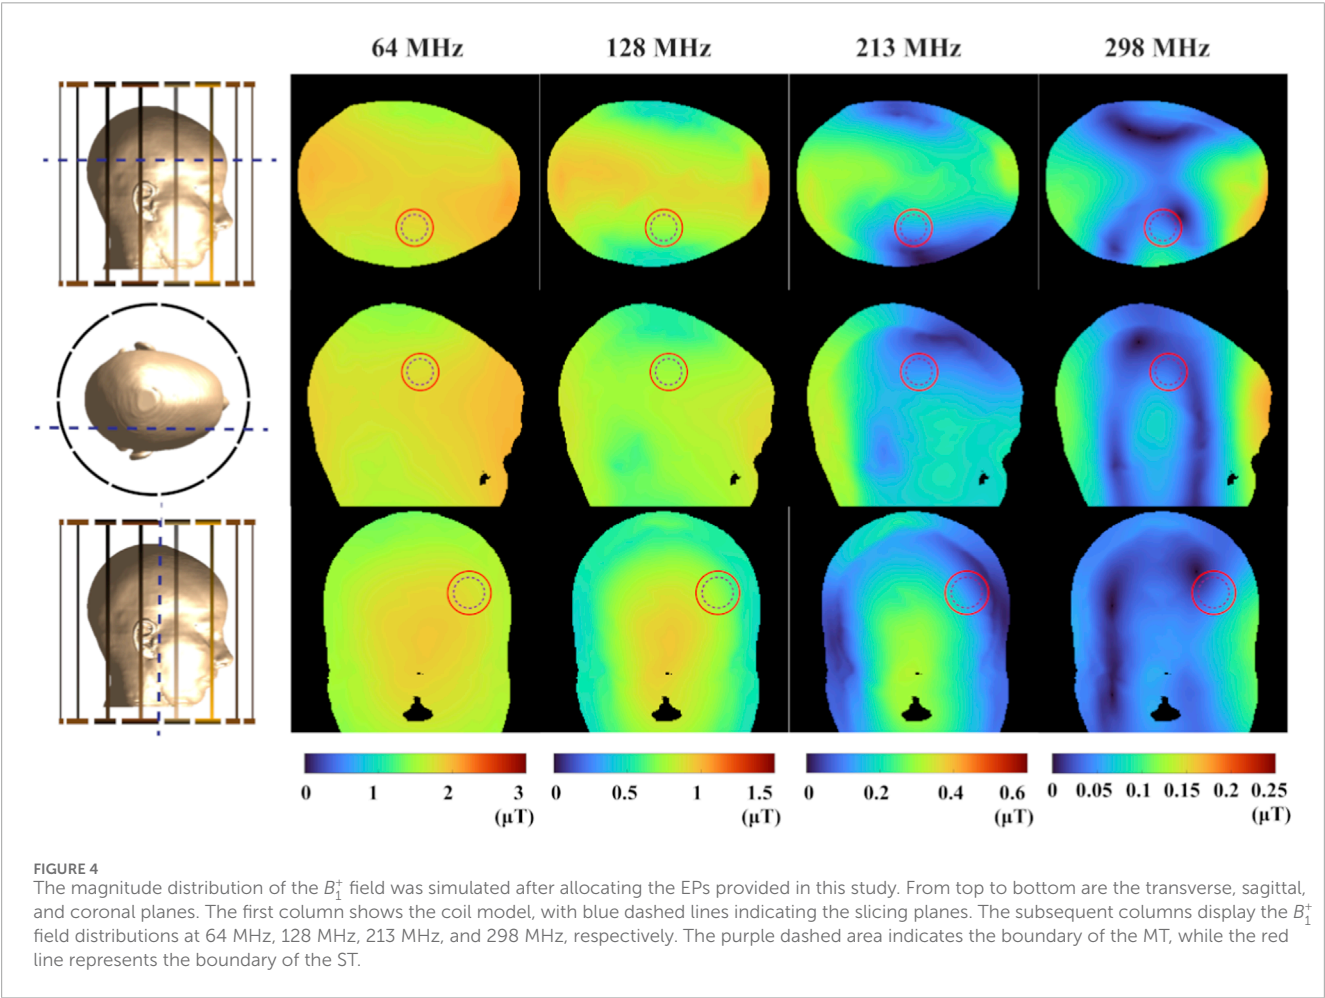 64 MHz 128 MHz 213 MHz 298 MHz
0 1 2 3 0 0.5 1 1.5 0 0.2 0.4 0.6 0 0.05 0.1 0.15 0.2 0.25
(μT) (μT) (μT) (μT)
FIGURE 4
The magnitude distribution of the B₁⁺ field was simulated after allocating the EPs provided in this study. From top to bottom are the transverse, sagittal,
and coronal planes. The first column shows the coil model, with blue dashed lines indicating the slicing planes. The subsequent columns display the B₁⁺
field distributions at 64 MHz, 128 MHz, 213 MHz, and 298 MHz, respectively. The purple dashed area indicates the boundary of the MT, while the red
line represents the boundary of the ST.